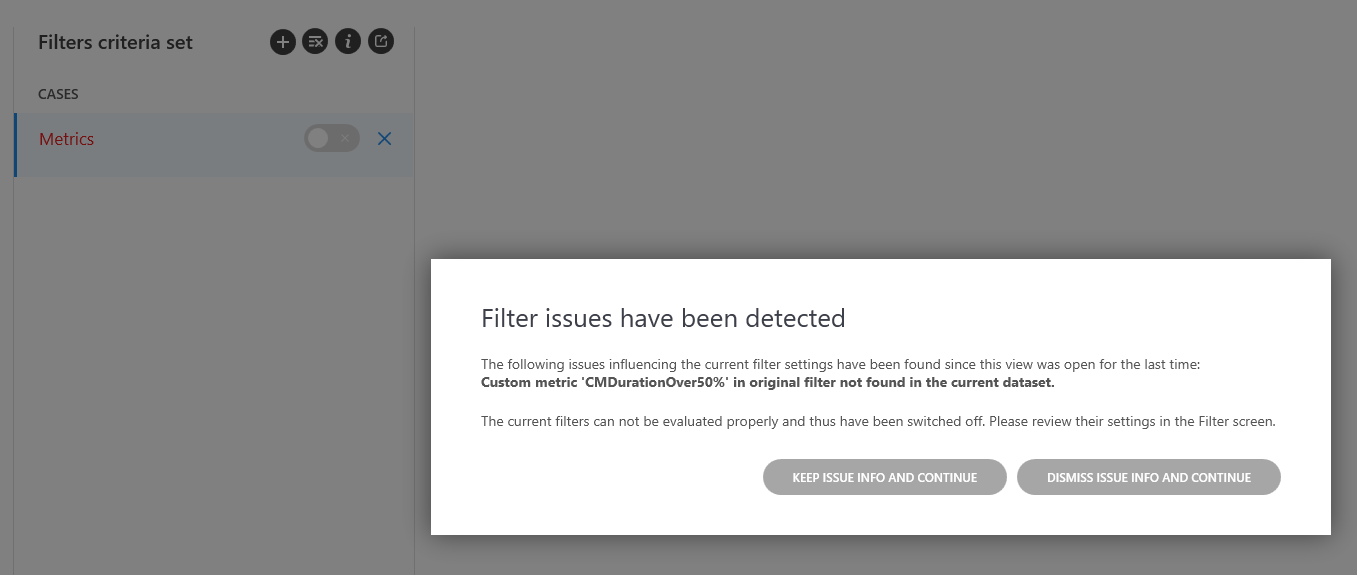 Filters criteria set
CASES
Metrics
Filter issues have been detected
The following issues influencing the current filter settings have been found since this view was open for the last time:
Custom metric 'CMDurationOver50%' in original filter not found in the current dataset.
The current filters can not be evaluated properly and thus have been switched off. Please review their settings in the Filter screen.
KEEP ISSUE INFO AND CONTINUE
DISMISS ISSUE INFO AND CONTINUE